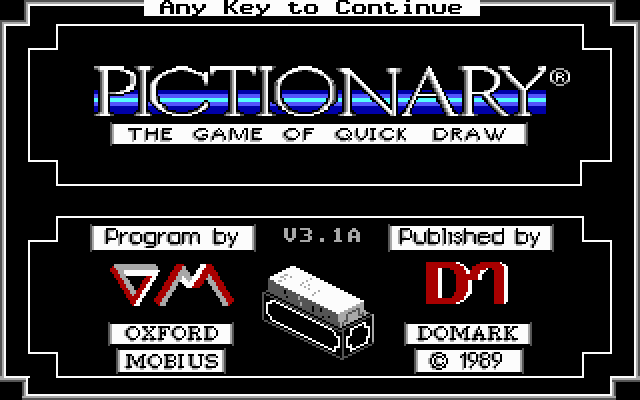 Any Key to Continue
PICTIONARY®
THE GAME OF QUICK DRAW
Program by
V3.1A
Published by
OXFORD
MOBIUS
DOMARK
© 1989